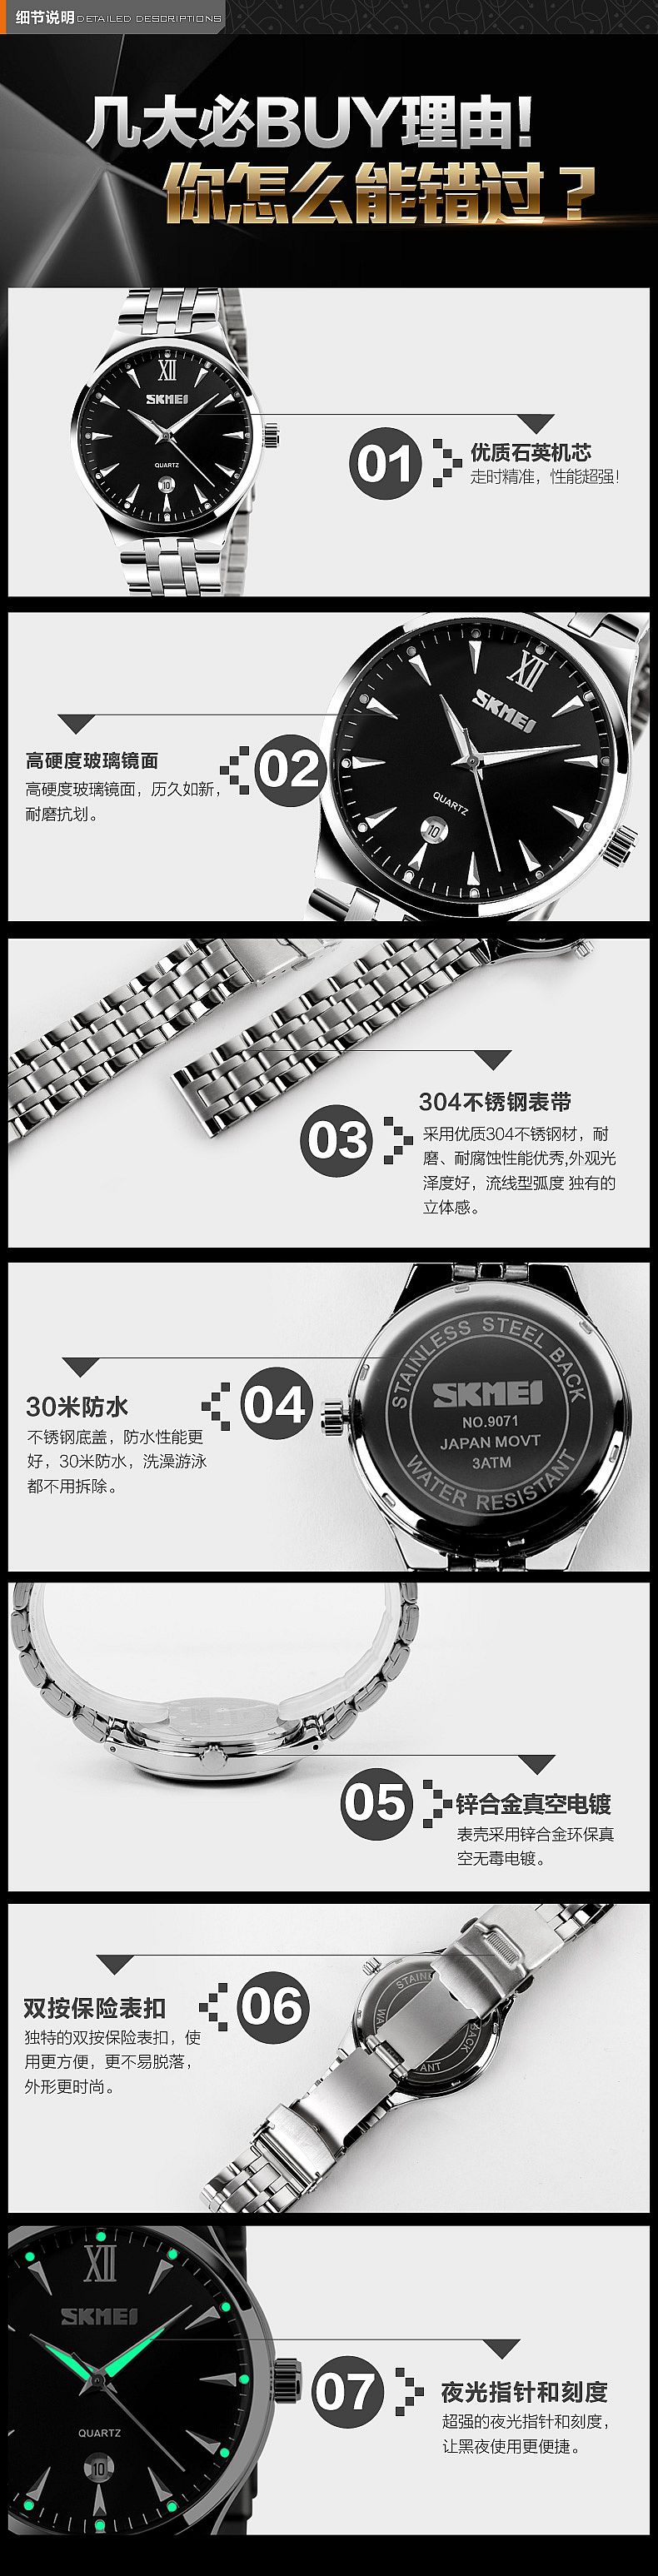 细节说明 DETAILED DESCRIPTIONS
几大必BUY理由!
你怎么能错过？
XII
SKMEI
QUARTZ
10
01
优质石英机芯
走时精准，性能超强!
XII
SKMEI
QUARTZ
10
02
高硬度玻璃镜面
高硬度玻璃镜面，历久如新，
耐磨抗划。
03
304不锈钢表带
采用优质304不锈钢材，耐
磨、耐腐蚀性能优秀,外观光
泽度好，流线型弧度 独有的
立体感。
04
30米防水
不锈钢底盖，防水性能更
好，30米防水，洗澡游泳
都不用拆除。
STAINLESS STEEL BACK
SKMEI
NO.9071
JAPAN MOVT
3ATM
WATER RESISTANT
05
锌合金真空电镀
表壳采用锌合金环保真
空无毒电镀。
06
双按保险表扣
独特的双按保险表扣，使
用更方便，更不易脱落，
外形更时尚。
STAINL
WA
BACK
ANT
XII
SKMEI
QUARTZ
10
07
夜光指针和刻度
超强的夜光指针和刻度，
让黑夜使用更便捷。